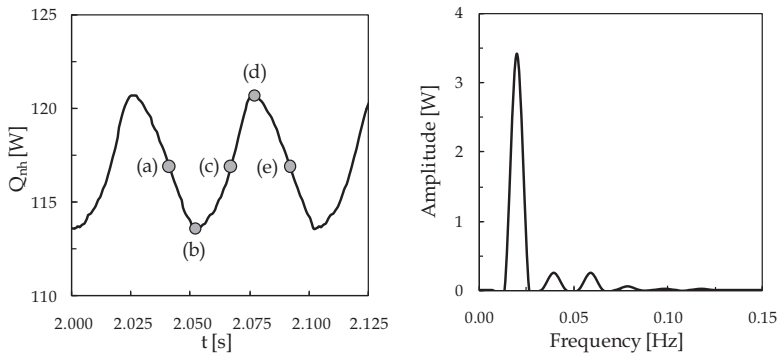 125
120
115
110
Q_nh [W]
(a)
(b)
(c)
(d)
(e)
2.000 2.025 2.050 2.075 2.100 2.125
t [s]
4
3
2
1
0
Amplitude [W]
0.00 0.05 0.10 0.15
Frequency [Hz]